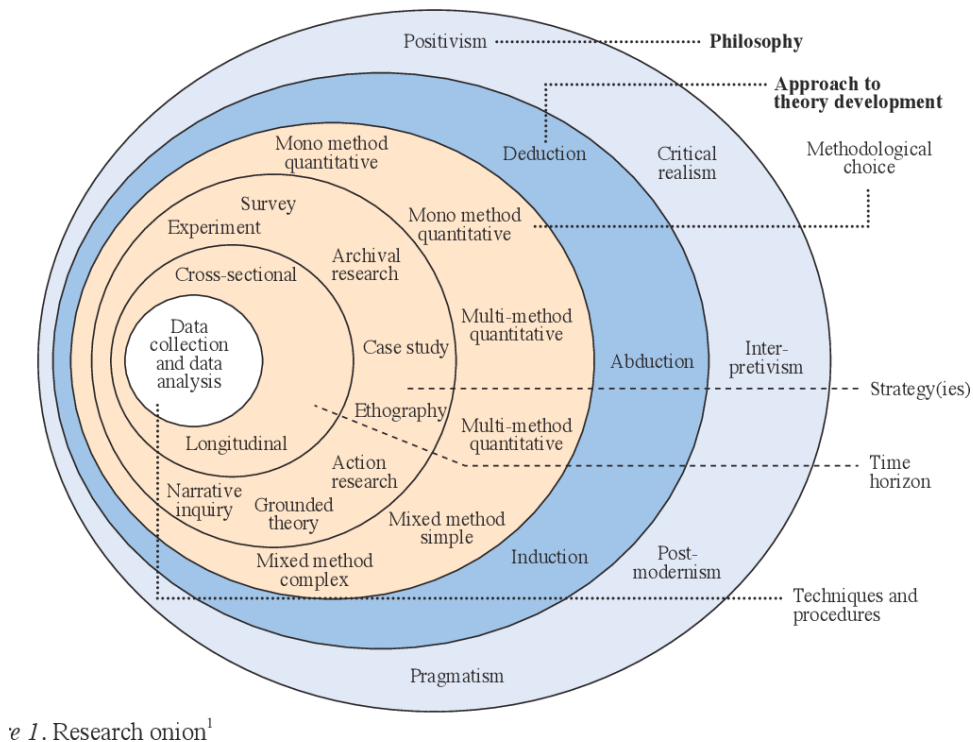 Positivism
Philosophy
Approach to
theory development
Mono method
quantitative
Deduction
Critical
realism
Methodological
choice
Survey
Experiment
Mono method
quantitative
Archival
research
Cross-sectional
Data
collection
and data
analysis
Case study
Multi-method
quantitative
Abduction
Inter-
pretivism
Strategy(ies)
Ethography
Multi-method
quantitative
Longitudinal
Action
research
Time
horizon
Narrative
inquiry
Grounded
theory
Mixed method
simple
Mixed method
complex
Induction
Post-
modernism
Techniques and
procedures
Pragmatism
e 1. Research onion¹